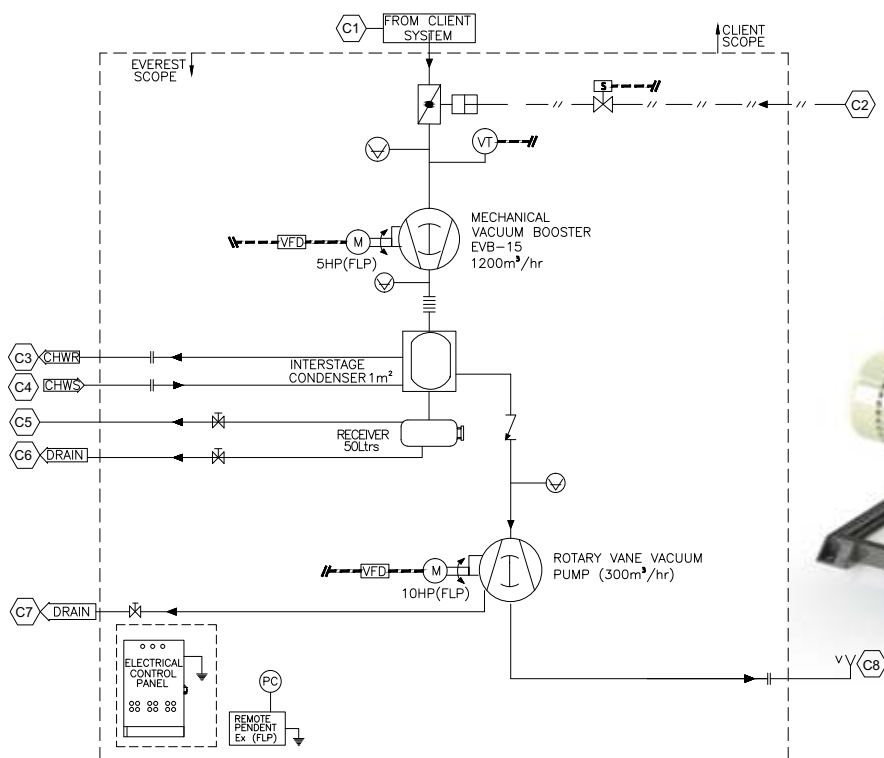 C1
FROM CLIENT
SYSTEM
CLIENT
SCOPE
EVEREST
SCOPE
S
C2
VT
MECHANICAL
VACUUM BOOSTER
EVB-15
1200m³/hr
VFD
M
5HP(FLP)
C3
CHWR
INTERSTAGE
CONDENSER 1m²
C4
CHWS
C5
RECEIVER
50Ltrs
C6
DRAIN
ROTARY VANE VACUUM
PUMP (300m³/hr)
VFD
M
10HP(FLP)
C7
DRAIN
C8
V
ELECTRICAL
CONTROL
PANEL
PC
REMOTE
PENDENT
Ex (FLP)